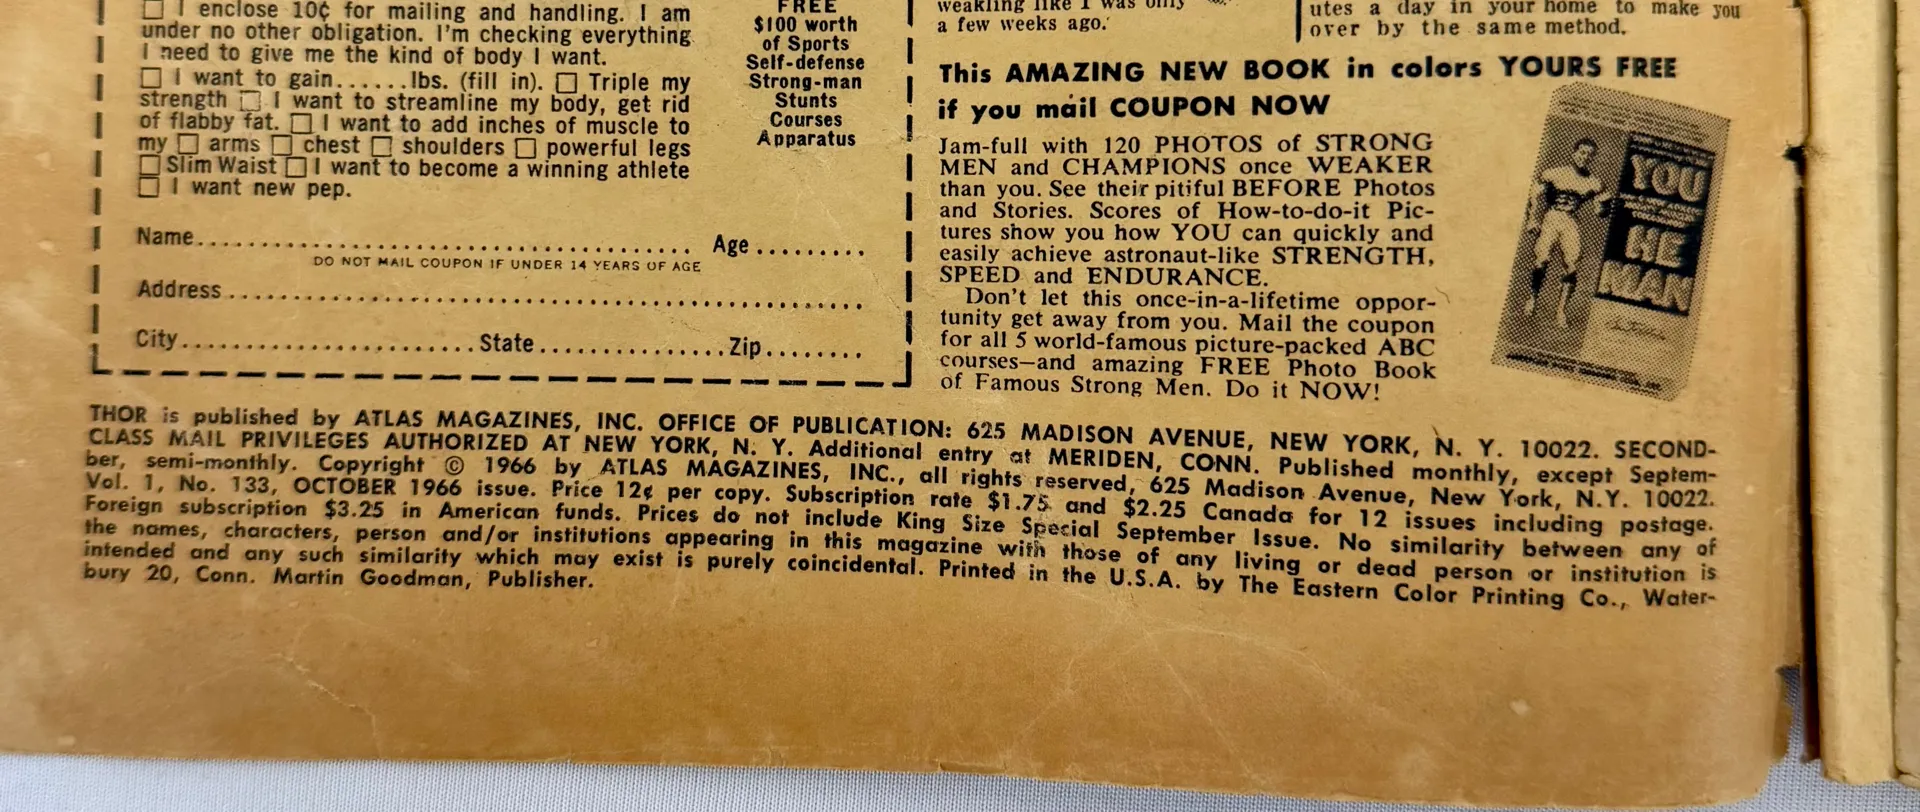 I enclose 10¢ for mailing and handling. I am
under no other obligation. I'm checking everything
I need to give me the kind of body I want.
I want to gain......lbs. (fill in). Triple my
strength I want to streamline my body, get rid
of flabby fat. I want to add inches of muscle to
my arms chest shoulders powerful legs
Slim Waist I want to become a winning athlete
I want new pep.
FREE
$100 worth
of Sports
Self-defense
Strong-man
Stunts
Courses
Apparatus
Name.......................................... Age.........
DO NOT MAIL COUPON IF UNDER 14 YEARS OF AGE
Address.....................................................
City........................State...............Zip........
weakling like I was only
a few weeks ago.
utes a day in your home to make you
over by the same method.
This AMAZING NEW BOOK in colors YOURS FREE
if you mail COUPON NOW
Jam-full with 120 PHOTOS of STRONG
MEN and CHAMPIONS once WEAKER
than you. See their pitiful BEFORE Photos
and Stories. Scores of How-to-do-it Pic-
tures show you how YOU can quickly and
easily achieve astronaut-like STRENGTH,
SPEED and ENDURANCE.
Don't let this once-in-a-lifetime oppor-
tunity get away from you. Mail the coupon
for all 5 world-famous picture-packed ABC
courses—and amazing FREE Photo Book
of Famous Strong Men. Do it NOW!
YOU
HE
MAN
THOR is published by ATLAS MAGAZINES, INC. OFFICE OF PUBLICATION: 625 MADISON AVENUE, NEW YORK, N. Y. 10022. SECOND-
CLASS MAIL PRIVILEGES AUTHORIZED AT NEW YORK, N. Y. Additional entry at MERIDEN, CONN. Published monthly, except Septem-
ber, semi-monthly. Copyright © 1966 by ATLAS MAGAZINES, INC., all rights reserved, 625 Madison Avenue, New York, N.Y. 10022.
Vol. 1, No. 133, OCTOBER 1966 issue. Price 12¢ per copy. Subscription rate $1.75 and $2.25 Canada for 12 issues including postage.
Foreign subscription $3.25 in American funds. Prices do not include King Size Special September Issue. No similarity between any of
the names, characters, person and/or institutions appearing in this magazine with those of any living or dead person or institution is
intended and any such similarity which may exist is purely coincidental. Printed in the U.S.A. by The Eastern Color Printing Co., Water-
bury 20, Conn. Martin Goodman, Publisher.